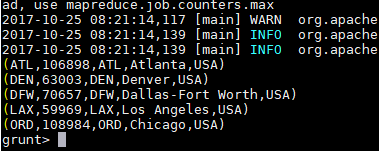 ad, use mapreduce.job.counters.max
2017-10-25 08:21:14,117 [main] WARN  org.apache
2017-10-25 08:21:14,139 [main] INFO  org.apache
2017-10-25 08:21:14,139 [main] INFO  org.apache
(ATL,106898,ATL,Atlanta,USA)
(DEN,63003,DEN,Denver,USA)
(DFW,70657,DFW,Dallas-Fort Worth,USA)
(LAX,59969,LAX,Los Angeles,USA)
(ORD,108984,ORD,Chicago,USA)
grunt>